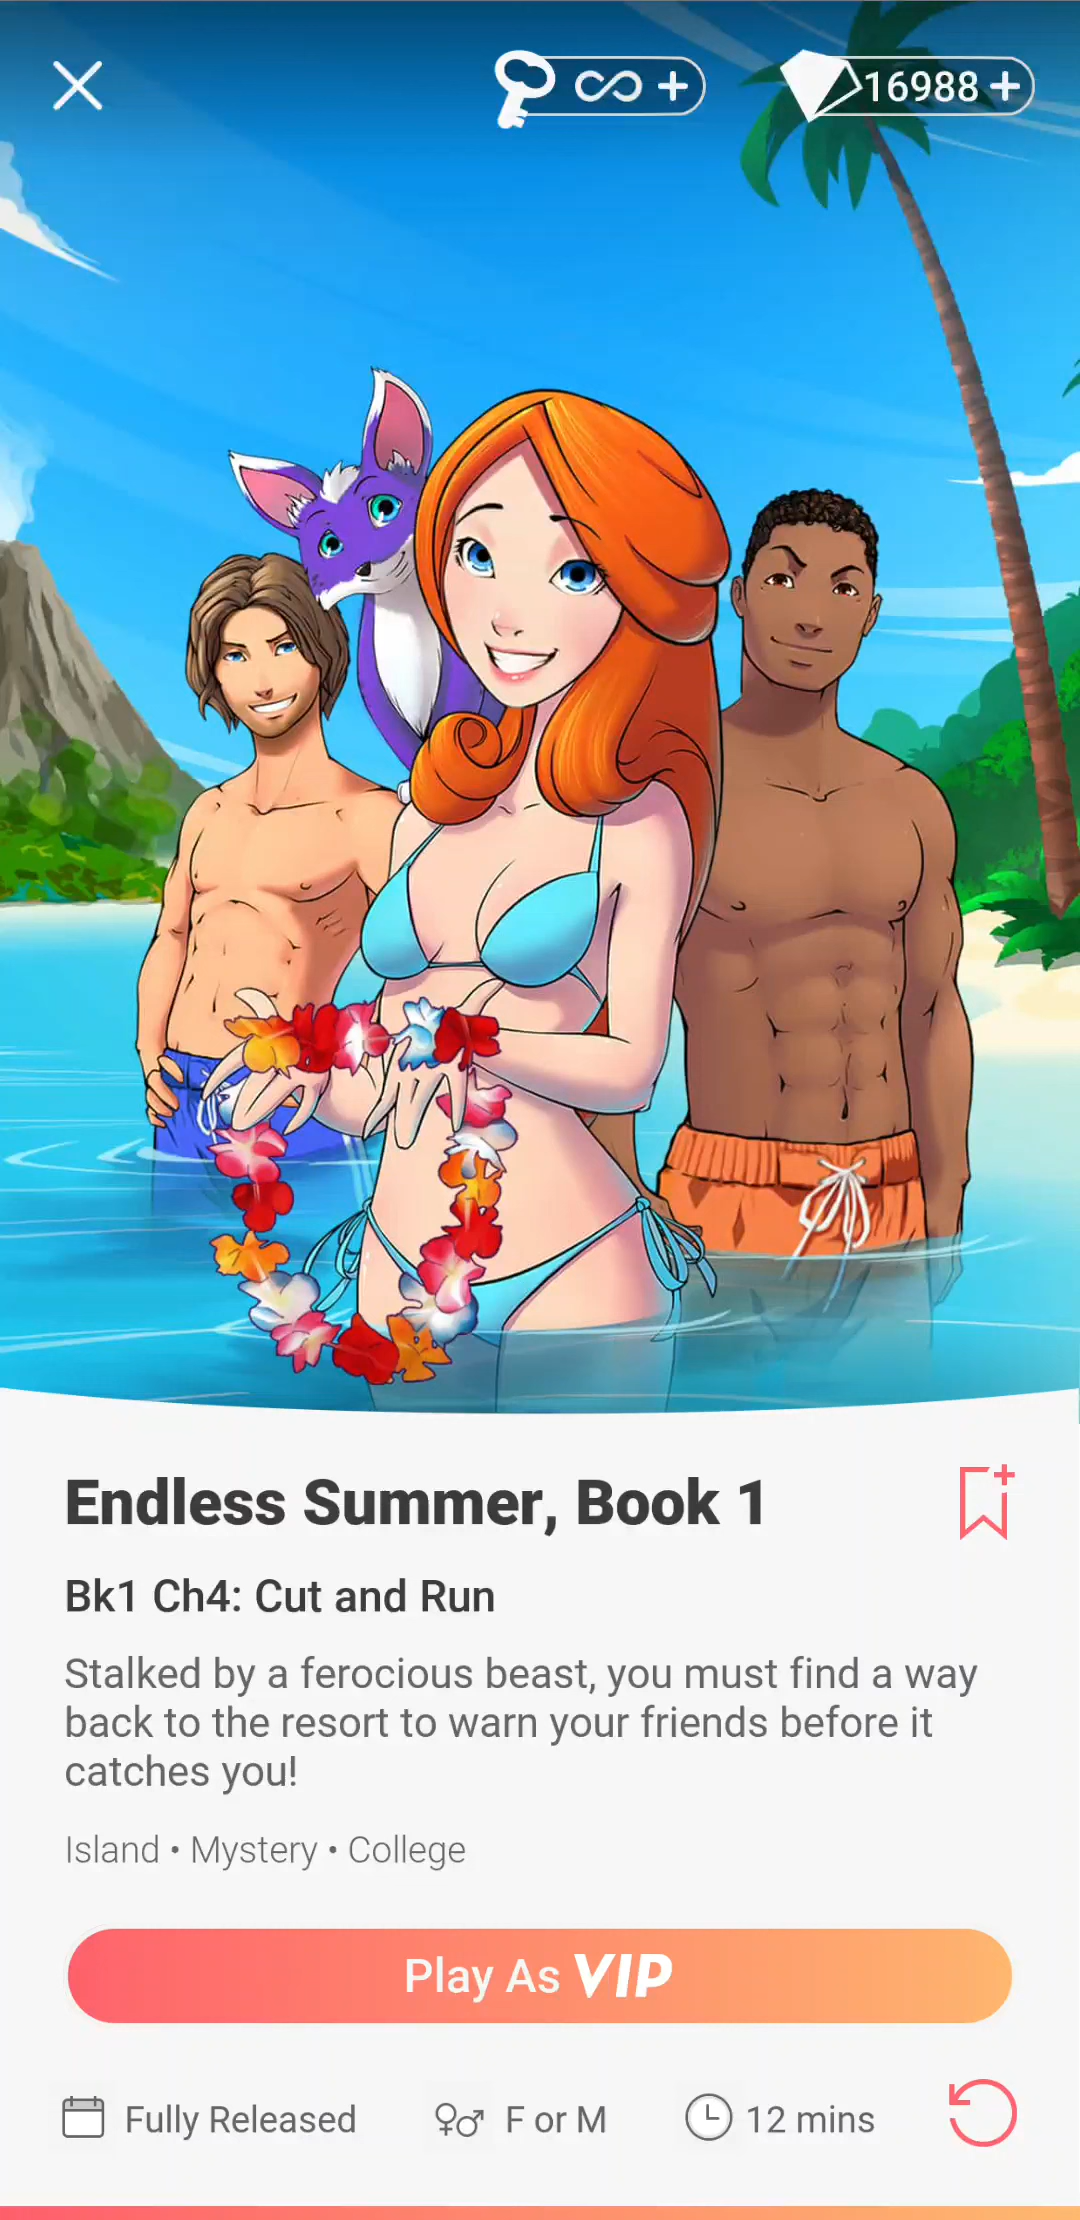 16988
Endless Summer, Book 1
Bk1 Ch4: Cut and Run
Stalked by a ferocious beast, you must find a way
back to the resort to warn your friends before it
catches you!
Island • Mystery • College
Play As VIP
Fully Released
F or M
12 mins